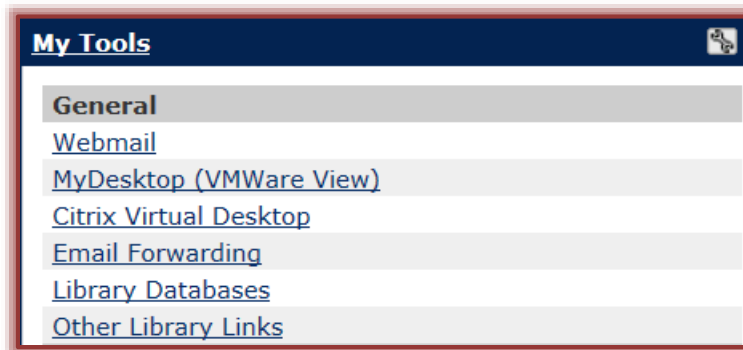 My Tools
General
Webmail
MyDesktop (VMWare View)
Citrix Virtual Desktop
Email Forwarding
Library Databases
Other Library Links